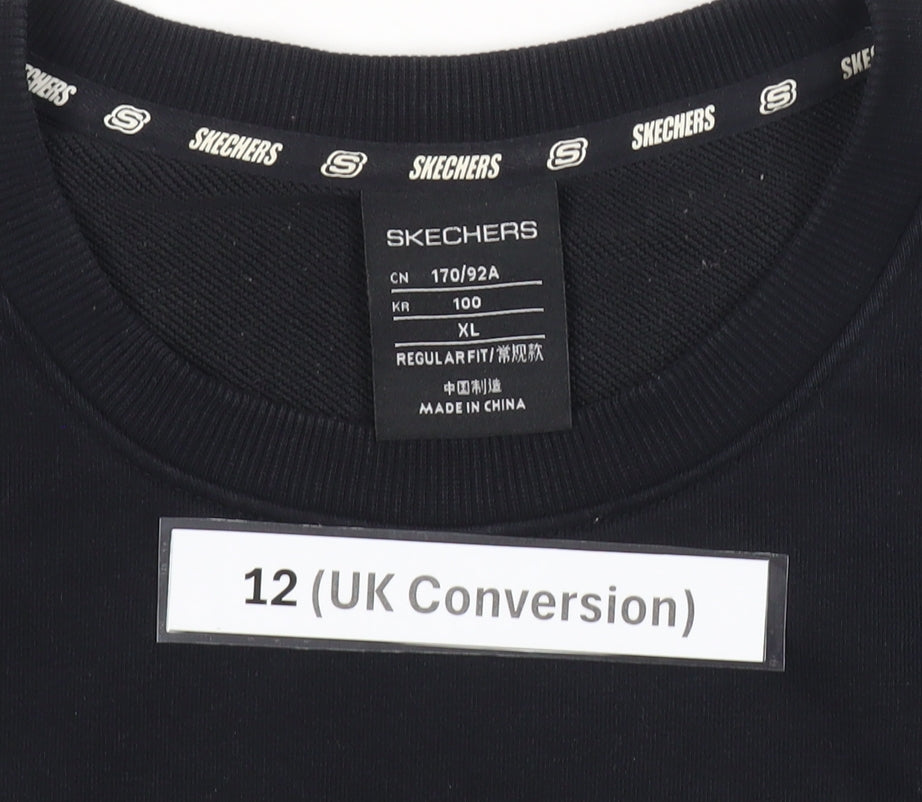 SKECHERS S SKECHERS S SKECHERS S SKECHERS S SKE
SKECHERS
CN 170/92A
KR 100
XL
REGULAR FIT/常规款
中国制造
MADE IN CHINA
12 (UK Conversion)